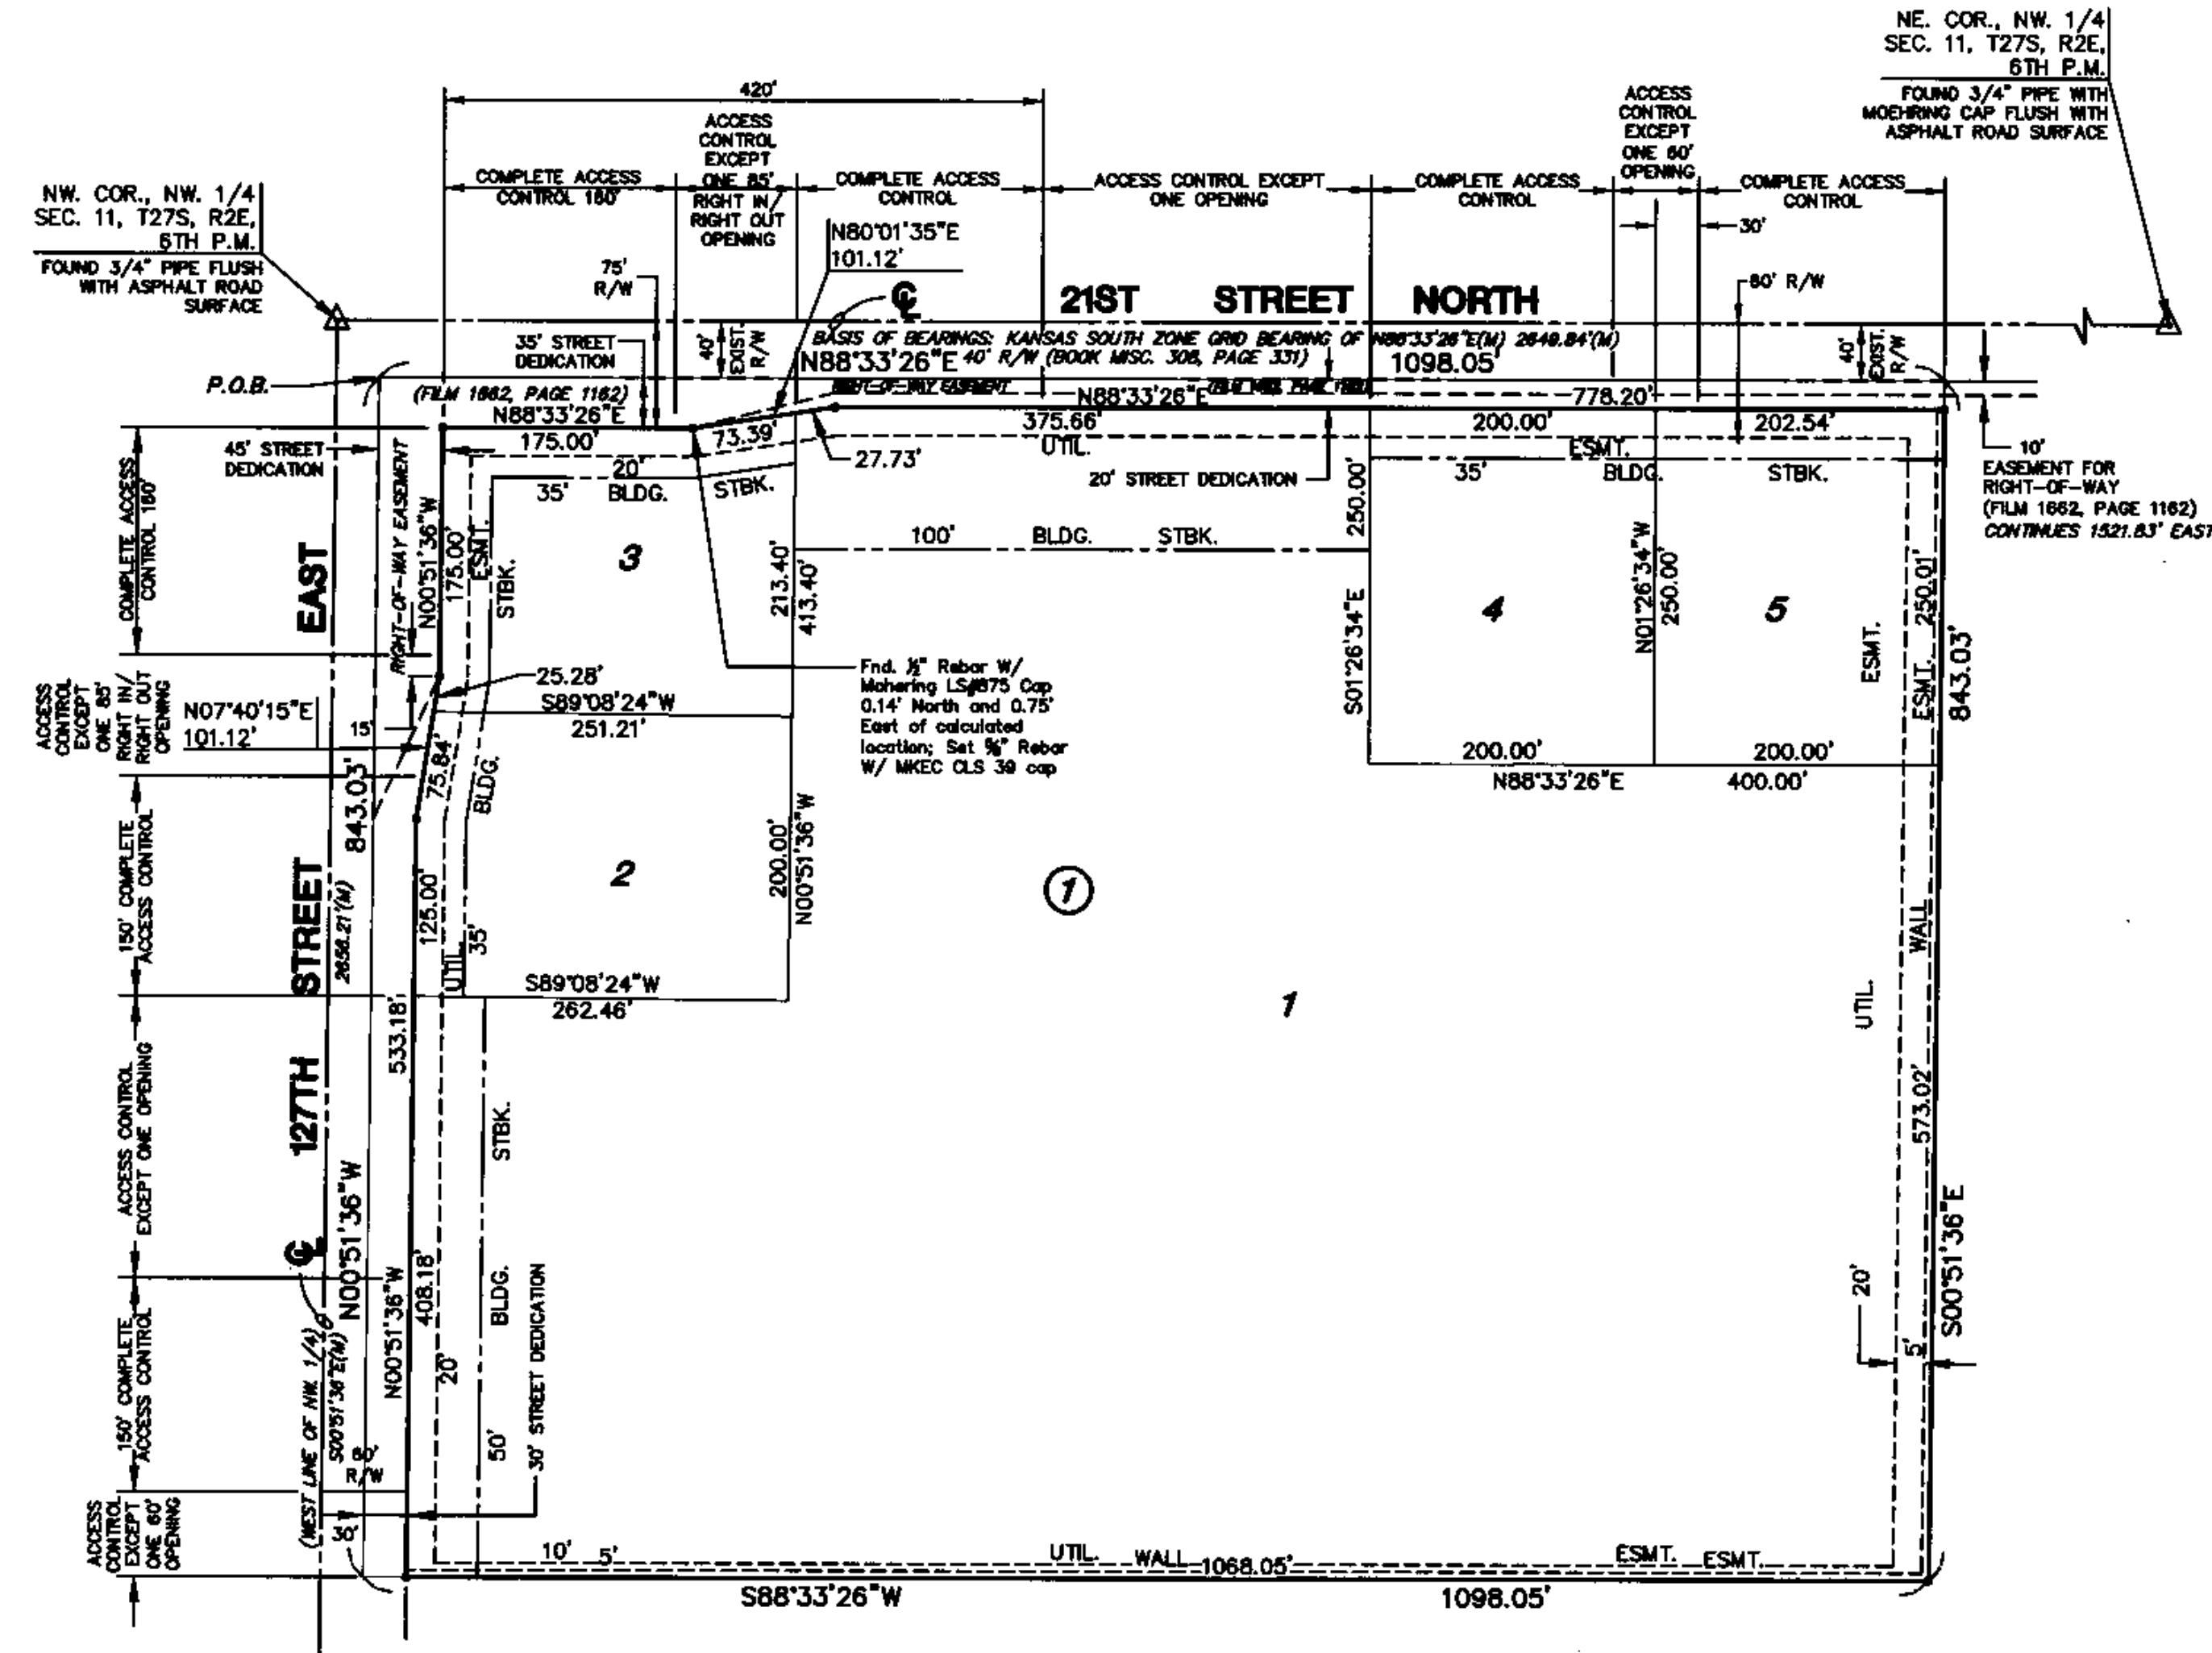 NE. COR., NW. 1/4
SEC. 11, T27S, R2E,
6TH P.M.
FOUND 3/4" PIPE WITH
MOEHRING CAP FLUSH WITH
ASPHALT ROAD SURFACE
420'
ACCESS
CONTROL
EXCEPT
ONE 85'
RIGHT IN/
RIGHT OUT
OPENING
ACCESS
CONTROL
EXCEPT
ONE 60'
OPENING
COMPLETE ACCESS
CONTROL 160'
COMPLETE ACCESS
CONTROL
ACCESS CONTROL EXCEPT
ONE OPENING
COMPLETE ACCESS
CONTROL
COMPLETE ACCESS
CONTROL
NW. COR., NW. 1/4
SEC. 11, T27S, R2E,
6TH P.M.
FOUND 3/4" PIPE FLUSH
WITH ASPHALT ROAD
SURFACE
N80°01'35"E
101.12'
30'
75'
R/W
80' R/W
21ST STREET NORTH
BASIS OF BEARINGS: KANSAS SOUTH ZONE GRID BEARING OF N88°33'26"E(M) 2649.84'(M)
35' STREET
DEDICATION
40'
EXIST.
R/W
N88°33'26"E
40' R/W (BOOK MISC. 306, PAGE 331)
1098.05'
40'
EXIST.
R/W
P.O.B.
(FILM 1662, PAGE 1162)
RIGHT-OF-WAY EASEMENT
N88°33'26"E
175.00'
N88°33'26"E
778.20'
73.39'
375.66'
200.00'
202.54'
45' STREET
DEDICATION
27.73'
UTIL.
ESMT.
10'
EASEMENT FOR
RIGHT-OF-WAY
(FILM 1662, PAGE 1162)
CONTINUES 1521.83' EAST
20'
35'
BLDG.
STBK.
20' STREET DEDICATION
35'
BLDG.
STBK.
COMPLETE ACCESS
CONTROL 160'
EAST
RIGHT-OF-WAY EASEMENT
N00°51'36"W
175.00'
ESMT.
STBK.
3
100'
BLDG.
STBK.
250.00'
213.40'
413.40'
S01°26'34"E
4
N01°26'34"W
250.00'
5
ESMT.
ESMT.
250.01'
843.03'
25.28'
S89°08'24"W
251.21'
Fnd. ½" Rebar W/
Mohering LS#875 Cap
0.14' North and 0.75'
East of calculated
location; Set ⅝" Rebar
W/ MKEC CLS 39 cap
ACCESS
CONTROL
EXCEPT
ONE 85'
RIGHT IN/
RIGHT OUT
OPENING
N07°40'15"E
101.12'
15'
75.84'
BLDG.
200.00'
200.00'
N88°33'26"E
400.00'
843.03'
150' COMPLETE
ACCESS CONTROL
STREET
2656.21'(M)
125.00'
2
200.00'
N00°51'36"W
1
UTIL.
35'
S89°08'24"W
262.46'
1
WALL
UTIL.
533.18'
ACCESS CONTROL
EXCEPT ONE OPENING
127TH
STBK.
573.02'
N00°51'36"W
S00°51'36"E
150' COMPLETE
ACCESS CONTROL
N00°51'36"W
408.18'
BLDG.
20'
(WEST LINE OF NW. 1/4)
S00°51'36"E(M)
20'
5'
50'
30' STREET DEDICATION
R/W
ACCESS
CONTROL
EXCEPT
ONE 60'
OPENING
10'
5'
UTIL.
WALL
1068.05'
ESMT.
ESMT.
S88°33'26"W
1098.05'